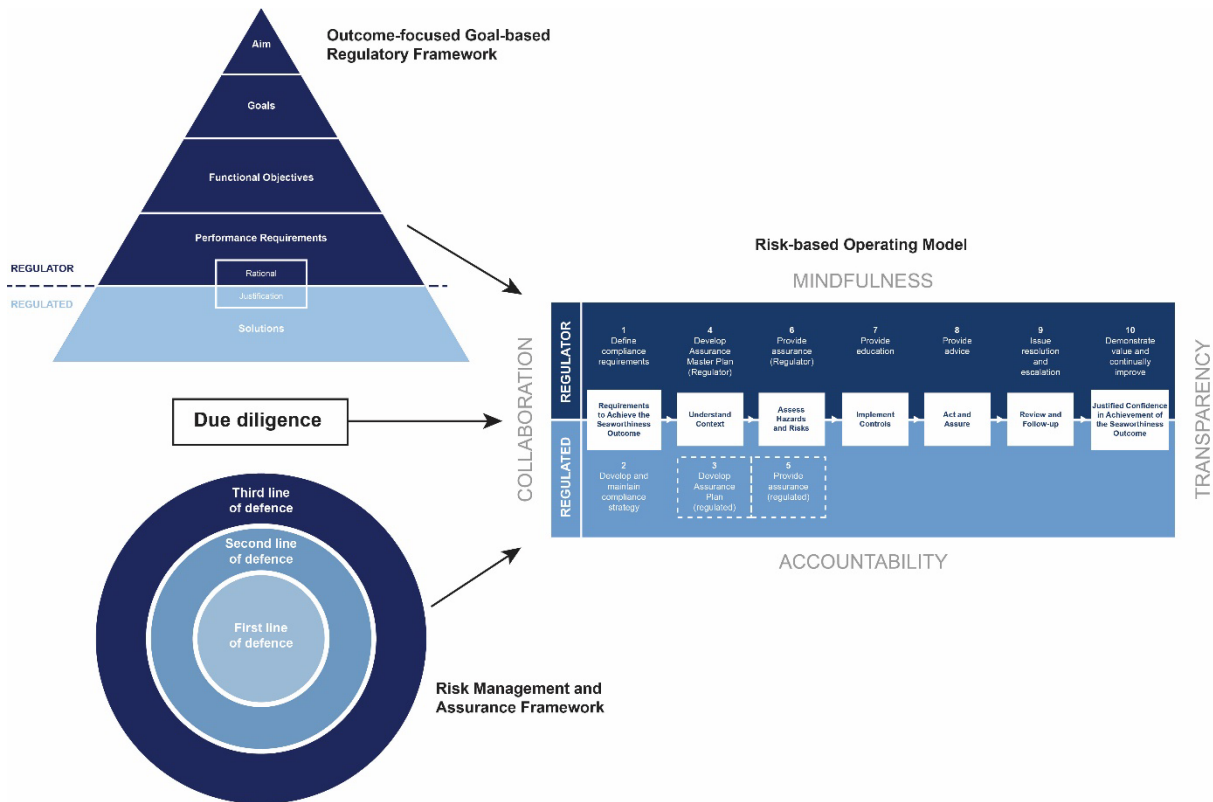 Outcome-focused Goal-based
Regulatory Framework
Aim
Goals
Functional Objectives
Performance Requirements
REGULATOR
Rational
REGULATED
Justification
Solutions
Due diligence
Third line
of defence
Second line
of defence
First line
of defence
Risk Management and
Assurance Framework
Risk-based Operating Model
MINDFULNESS
COLLABORATION
TRANSPARENCY
ACCOUNTABILITY
REGULATOR
1
Define
compliance
requirements
4
Develop
Assurance
Master Plan
(Regulator)
6
Provide
assurance
(Regulator)
7
Provide
education
8
Provide
advice
9
Issue
resolution
and
escalation
10
Demonstrate
value and
continually
improve
Requirements
to Achieve the
Seaworthiness
Outcome
Understand
Context
Assess
Hazards
and Risks
Implement
Controls
Act and
Assure
Review and
Follow-up
Justified Confidence
in Achievement of
the Seaworthiness
Outcome
REGULATED
2
Develop and
maintain
compliance
strategy
3
Develop
Assurance
Plan
(regulated)
5
Provide
assurance
(regulated)